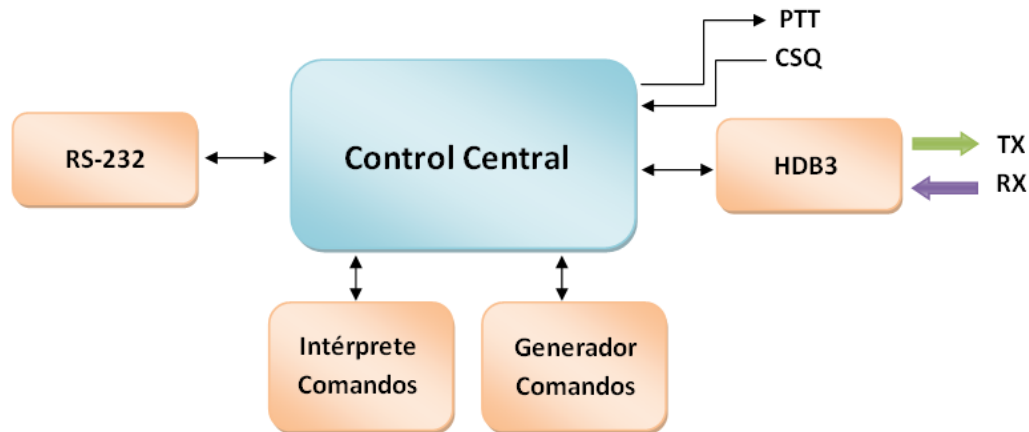 PTT
CSQ
RS-232
Control Central
HDB3
TX
RX
Intérprete
Comandos
Generador
Comandos